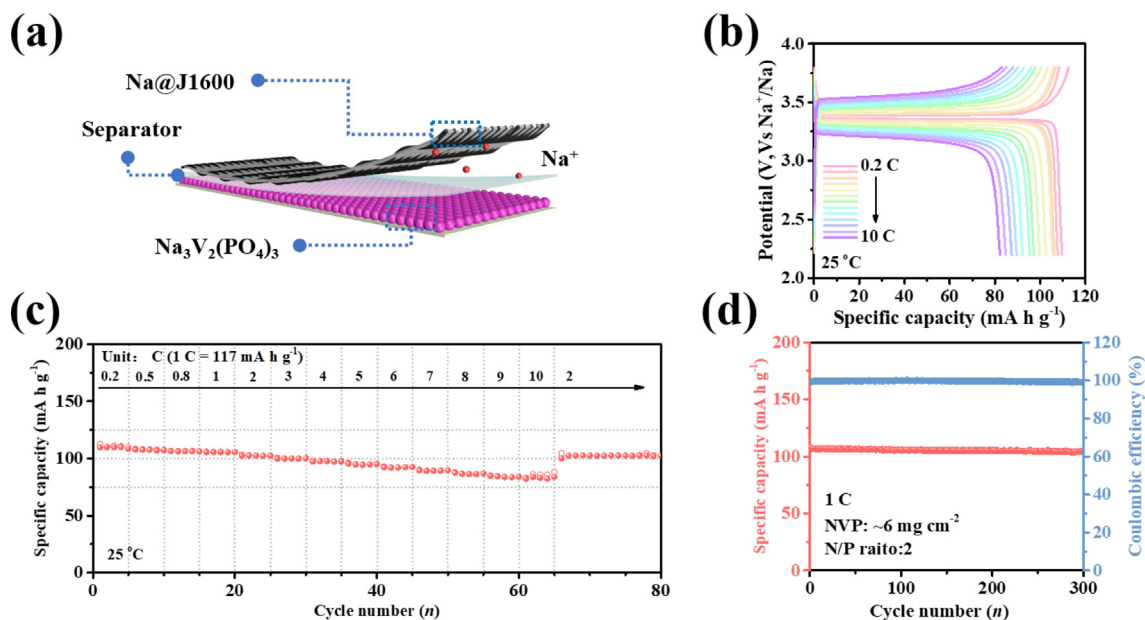 (a)
Na@J1600
Separator
Na⁺
Na₃V₂(PO₄)₃
(b)
Potential (V,Vs Na⁺/Na)
4.0
3.5
3.0
2.5
2.0
0.2 C
10 C
25 °C
0 20 40 60 80 100 120
Specific capacity (mA h g⁻¹)
(c)
Specific capacity (mA h g⁻¹)
200
150
100
50
0
Unit: C (1 C = 117 mA h g⁻¹)
0.2 0.5 0.8 1 2 3 4 5 6 7 8 9 10 2
25 °C
0 20 40 60 80
Cycle number (n)
(d)
Specific capacity (mA h g⁻¹)
200
150
100
50
0
1 C
NVP: ~6 mg cm⁻²
N/P raito:2
0 100 200 300
Cycle number (n)
120
100
80
60
40
20
0
Coulombic efficiency (%)